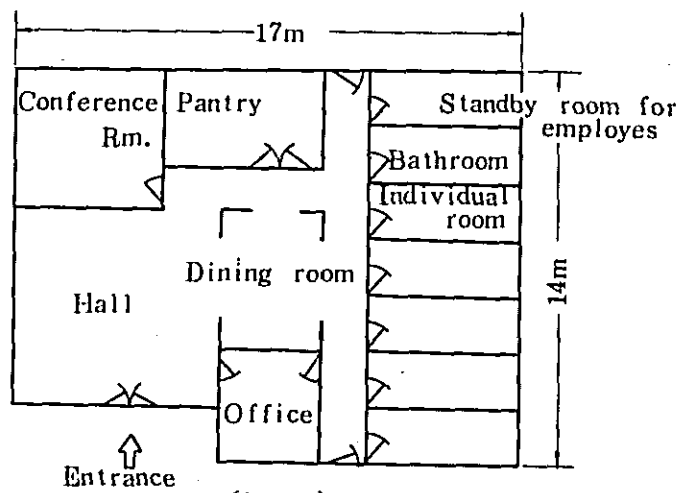 17m
Conference
Rm.
Pantry
Standby room for
employes
Bathroom
Individual
room
Dining room
Hall
14m
Office
Entrance